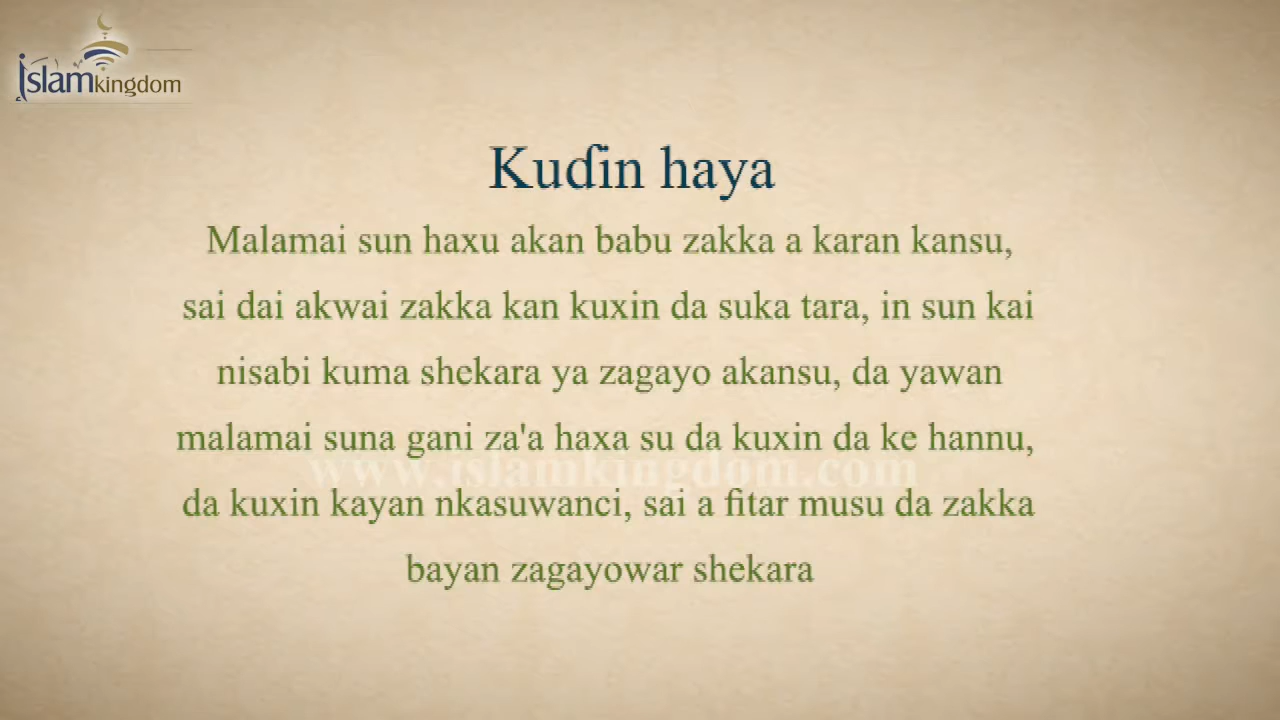 islamkingdom
Kuɗin haya
Malamai sun haxu akan babu zakka a karan kansu,
sai dai akwai zakka kan kuxin da suka tara, in sun kai
nisabi kuma shekara ya zagayo akansu, da yawan
malamai suna gani za'a haxa su da kuxin da ke hannu,
www.islamkingdom.com
da kuxin kayan nkasuwanci, sai a fitar musu da zakka
bayan zagayowar shekara